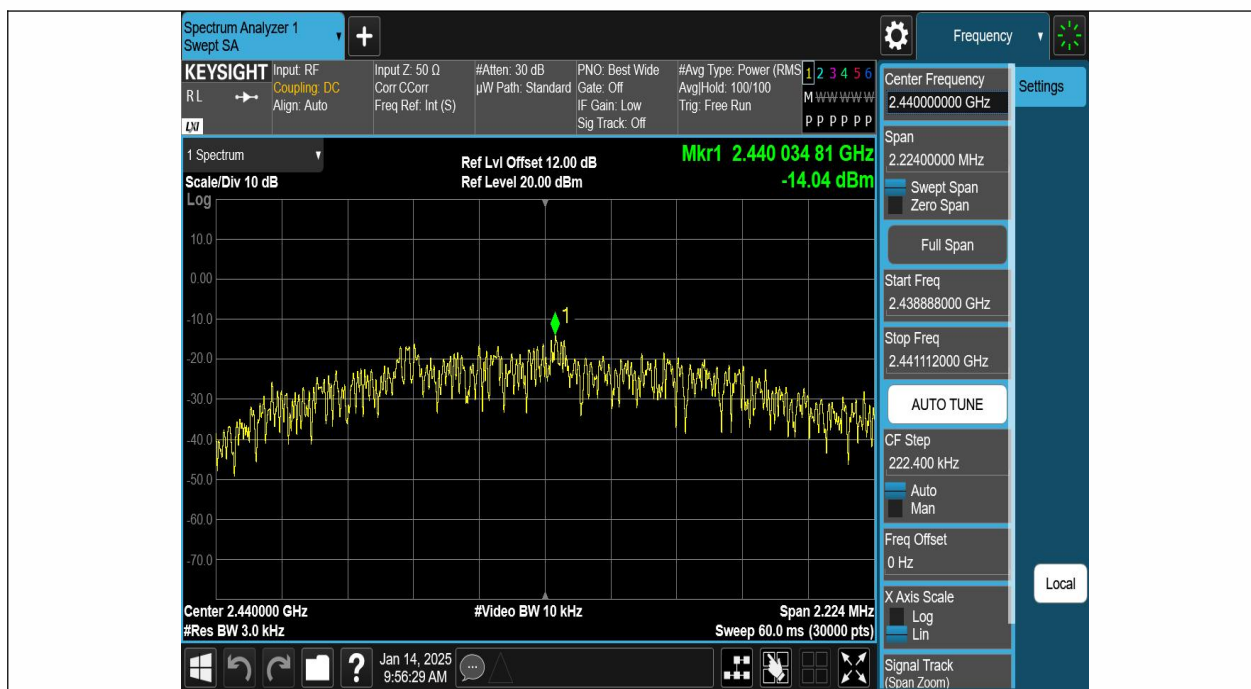 Spectrum Analyzer 1
Swept SA
Frequency
KEYSIGHT
RL
LXI
Input: RF
Coupling: DC
Align: Auto
Input Z: 50 Ω
Corr CCorr
Freq Ref: Int (S)
#Atten: 30 dB
µW Path: Standard
PNO: Best Wide
Gate: Off
IF Gain: Low
Sig Track: Off
#Avg Type: Power (RMS
Avg|Hold: 100/100
Trig: Free Run
1 2 3 4 5 6
M W W W W W
P P P P P P
1 Spectrum
Scale/Div 10 dB
Log
Ref Lvl Offset 12.00 dB
Ref Level 20.00 dBm
Mkr1 2.440 034 81 GHz
-14.04 dBm
10.0
0.00
-10.0
-20.0
-30.0
-40.0
-50.0
-60.0
-70.0
1
Center 2.440000 GHz
#Res BW 3.0 kHz
#Video BW 10 kHz
Span 2.224 MHz
Sweep 60.0 ms (30000 pts)
Jan 14, 2025
9:56:29 AM
?
Center Frequency
2.440000000 GHz
Settings
Span
2.22400000 MHz
Swept Span
Zero Span
Full Span
Start Freq
2.438888000 GHz
Stop Freq
2.441112000 GHz
AUTO TUNE
CF Step
222.400 kHz
Auto
Man
Freq Offset
0 Hz
X Axis Scale
Log
Lin
Local
Signal Track
(Span Zoom)